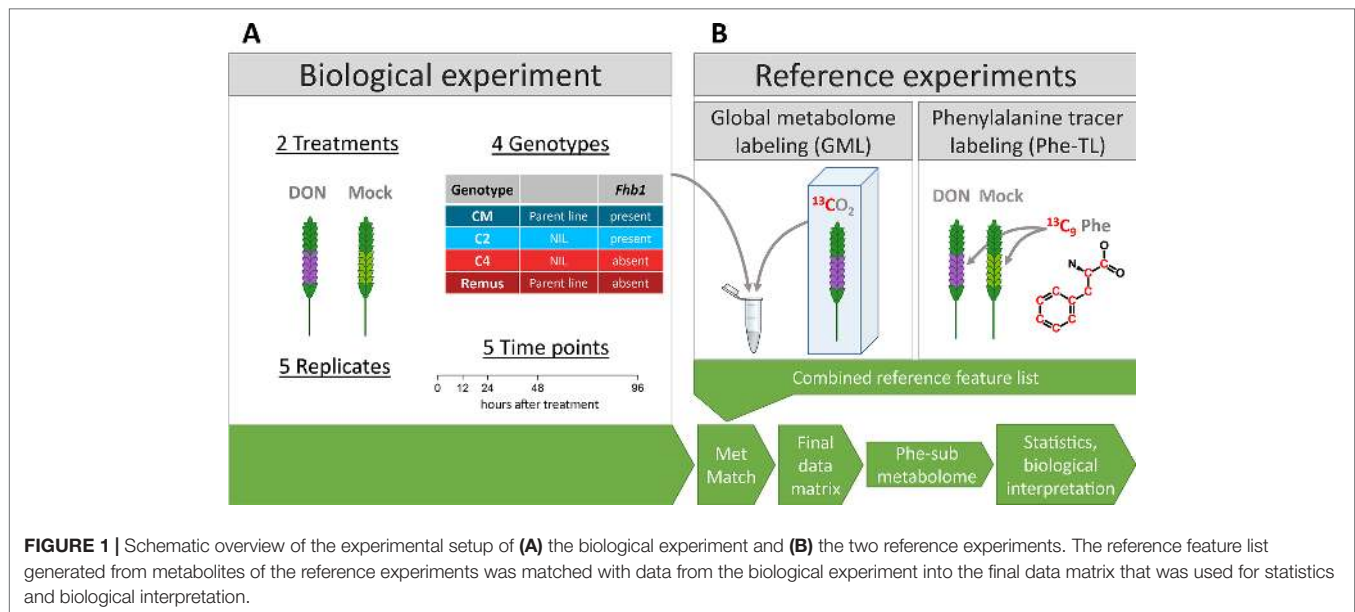 A
B
Biological experiment
Reference experiments
2 Treatments
4 Genotypes
DON Mock
Genotype Fhb1
CM Parent line present
C2 NIL present
C4 NIL absent
Remus Parent line absent
5 Replicates
5 Time points
0 12 24 48 96
hours after treatment
Global metabolome
labeling (GML)
Phenylalanine tracer
labeling (Phe-TL)
¹³CO₂
DON Mock
¹³C₉ Phe
O
N C
C O
C
C
C C
C C
C
Combined reference feature list
Met
Match
Final
data
matrix
Phe-sub
metabolome
Statistics,
biological
interpretation
FIGURE 1 | Schematic overview of the experimental setup of (A) the biological experiment and (B) the two reference experiments. The reference feature list
generated from metabolites of the reference experiments was matched with data from the biological experiment into the final data matrix that was used for statistics
and biological interpretation.